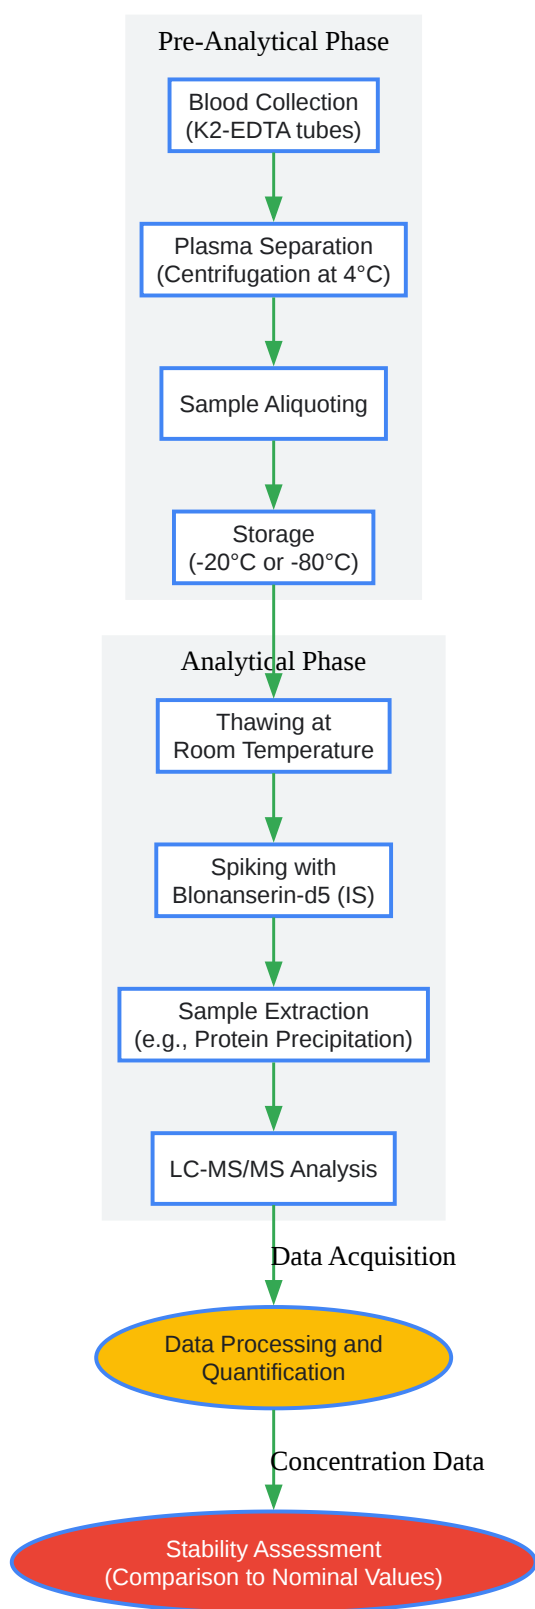 Pre-Analytical Phase
Blood Collection
(K2-EDTA tubes)
Plasma Separation
(Centrifugation at 4°C)
Sample Aliquoting
Storage
(-20°C or -80°C)
Analytical Phase
Thawing at
Room Temperature
Spiking with
Blonanserin-d5 (IS)
Sample Extraction
(e.g., Protein Precipitation)
LC-MS/MS Analysis
Data Acquisition
Data Processing and
Quantification
Concentration Data
Stability Assessment
(Comparison to Nominal Values)